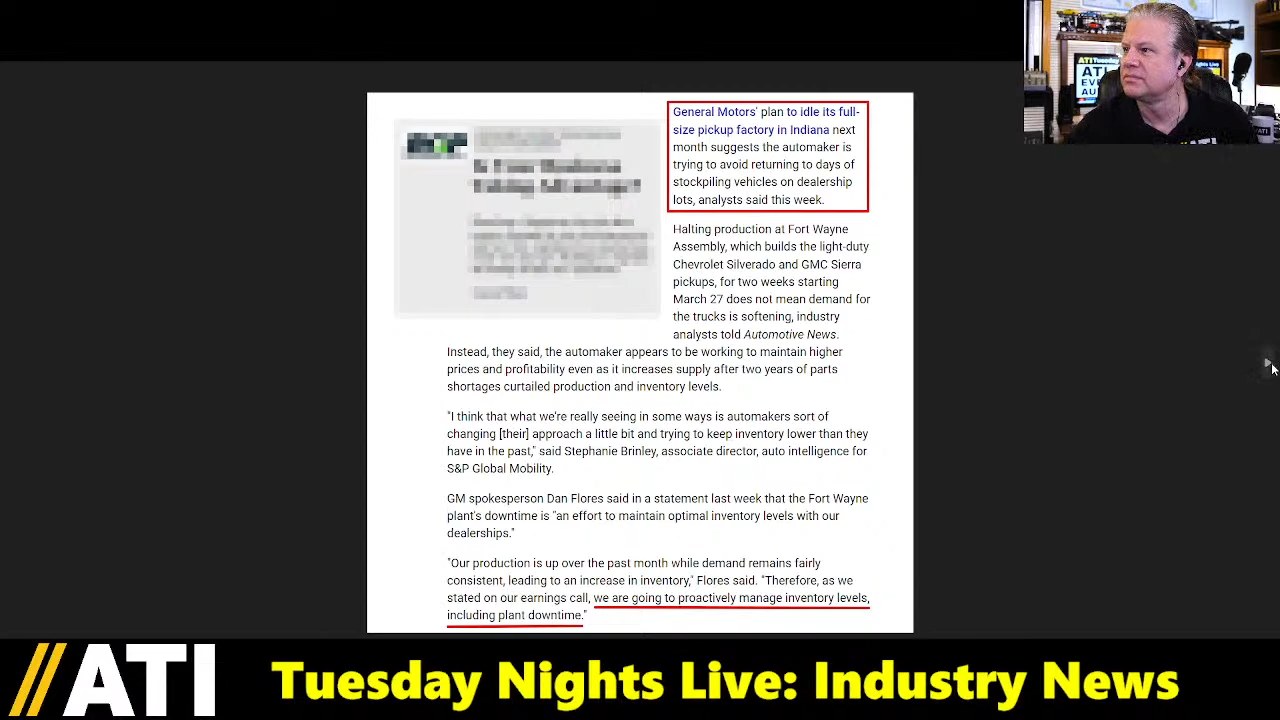 General Motors' plan to idle its full-
size pickup factory in Indiana next
month suggests the automaker is
trying to avoid returning to days of
stockpiling vehicles on dealership
lots, analysts said this week.
Halting production at Fort Wayne
Assembly, which builds the light-duty
Chevrolet Silverado and GMC Sierra
pickups, for two weeks starting
March 27 does not mean demand for
the trucks is softening, industry
analysts told Automotive News.
Instead, they said, the automaker appears to be working to maintain higher
prices and profitability even as it increases supply after two years of parts
shortages curtailed production and inventory levels.
"I think that what we're really seeing in some ways is automakers sort of
changing [their] approach a little bit and trying to keep inventory lower than they
have in the past," said Stephanie Brinley, associate director, auto intelligence for
S&P Global Mobility.
GM spokesperson Dan Flores said in a statement last week that the Fort Wayne
plant's downtime is "an effort to maintain optimal inventory levels with our
dealerships."
"Our production is up over the past month while demand remains fairly
consistent, leading to an increase in inventory," Flores said. "Therefore, as we
stated on our earnings call, we are going to proactively manage inventory levels,
including plant downtime."
ATI Tuesday
ATI
//ATI
Tuesday Nights Live: Industry News